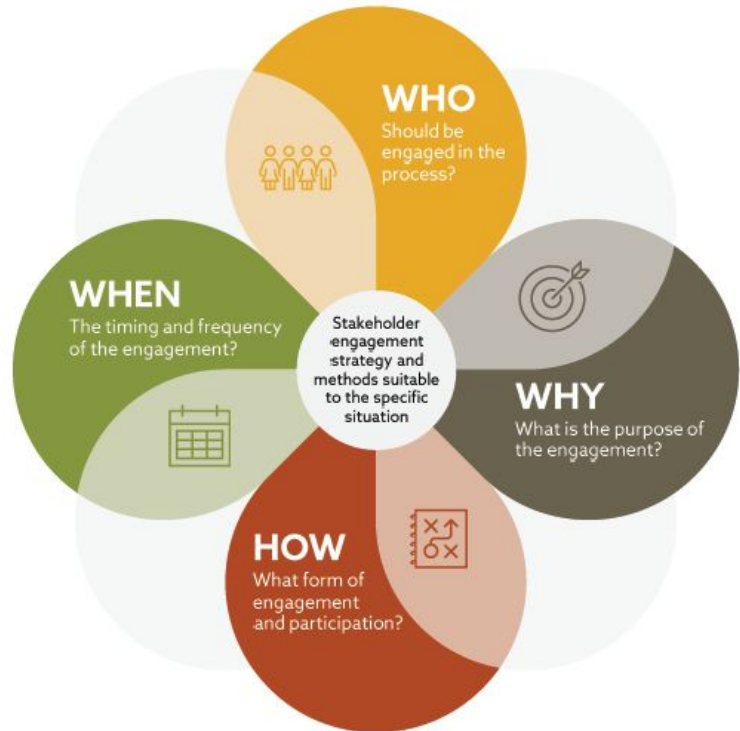 WHO
Should be
engaged in the
process?
WHEN
The timing and frequency
of the engagement?
Stakeholder
engagement
strategy and
methods suitable
to the specific
situation
WHY
What is the purpose of
the engagement?
HOW
What form of
engagement
and participation?